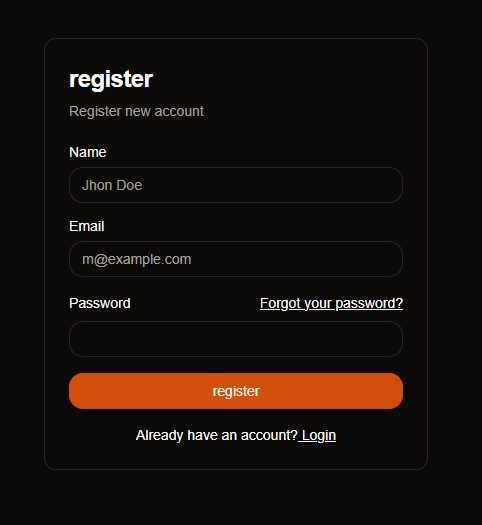 register
Register new account
Name
Jhon Doe
Email
m@example.com
Password Forgot your password?
register
Already have an account? Login